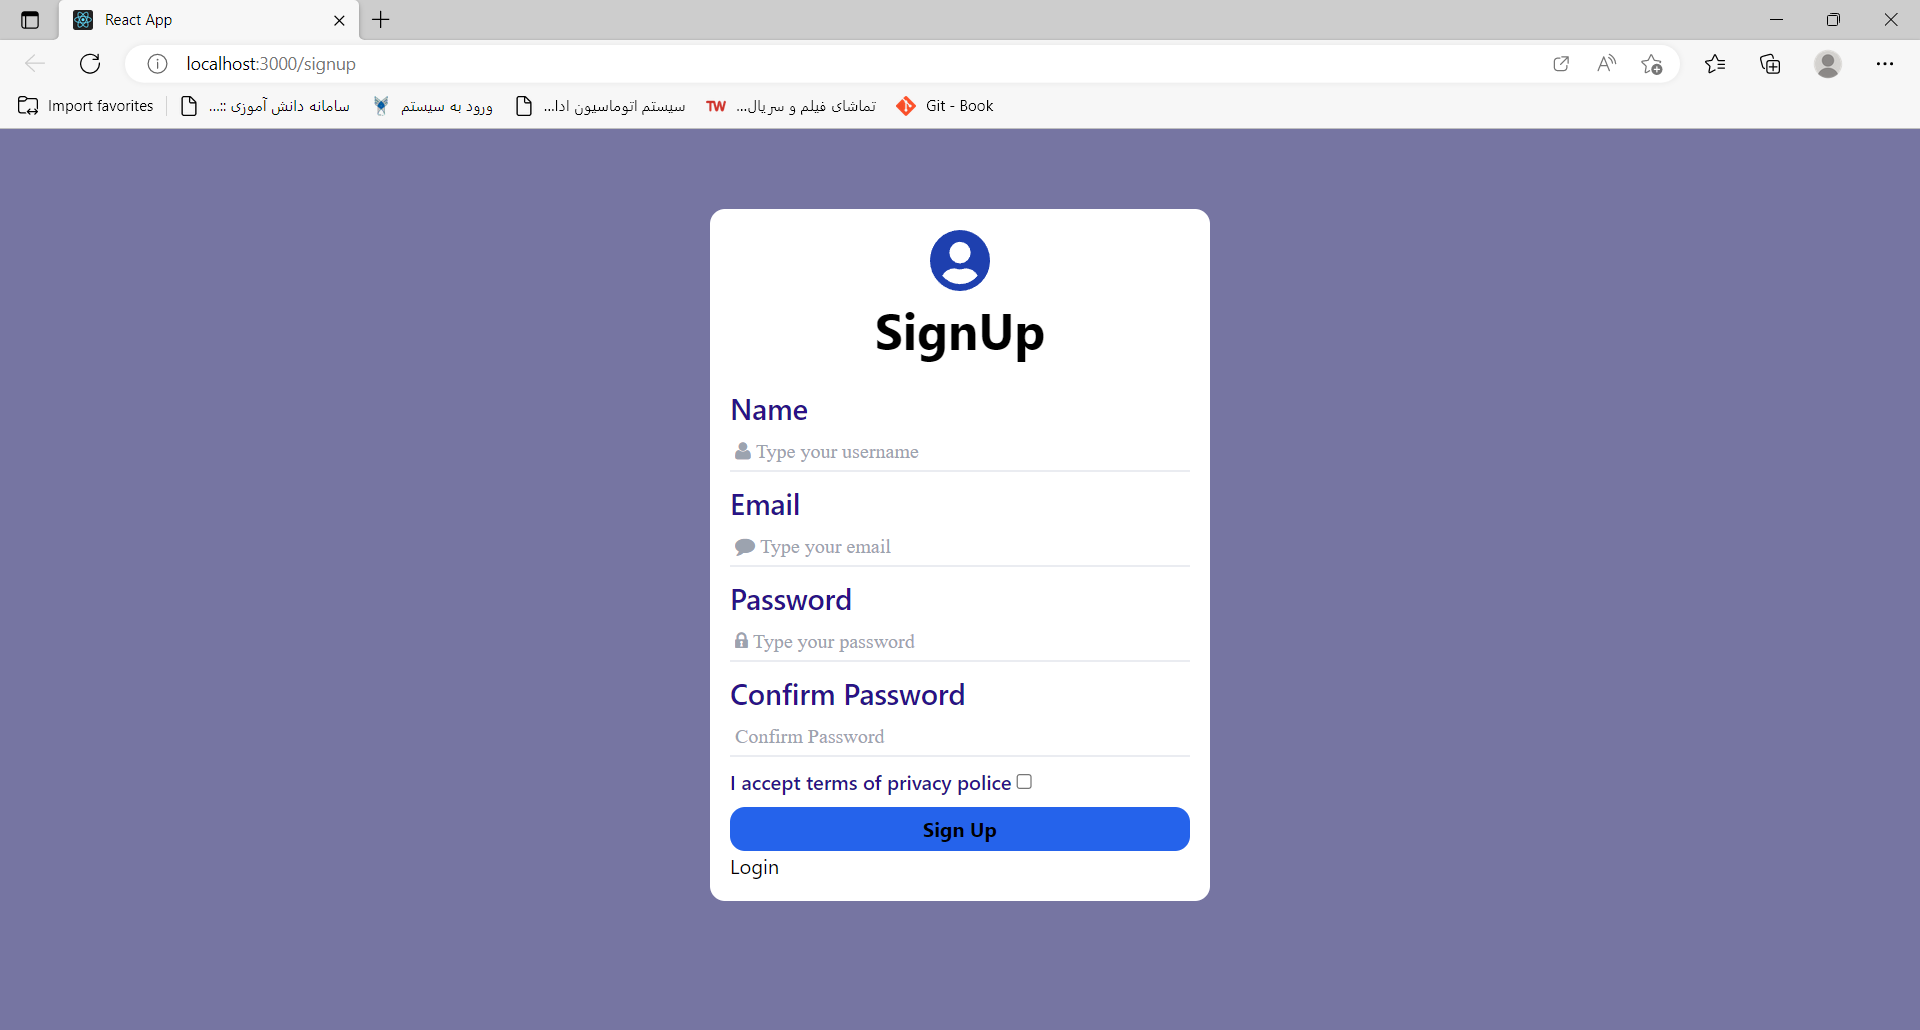 React App
localhost:3000/signup
Import favorites
سامانه دانش آموزی ::...
ورود به سیستم
سیستم اتوماسیون ادا...
TW
تماشای فیلم و سریال...
Git - Book
SignUp
Name
Type your username
Email
Type your email
Password
Type your password
Confirm Password
Confirm Password
I accept terms of privacy police
Sign Up
Login